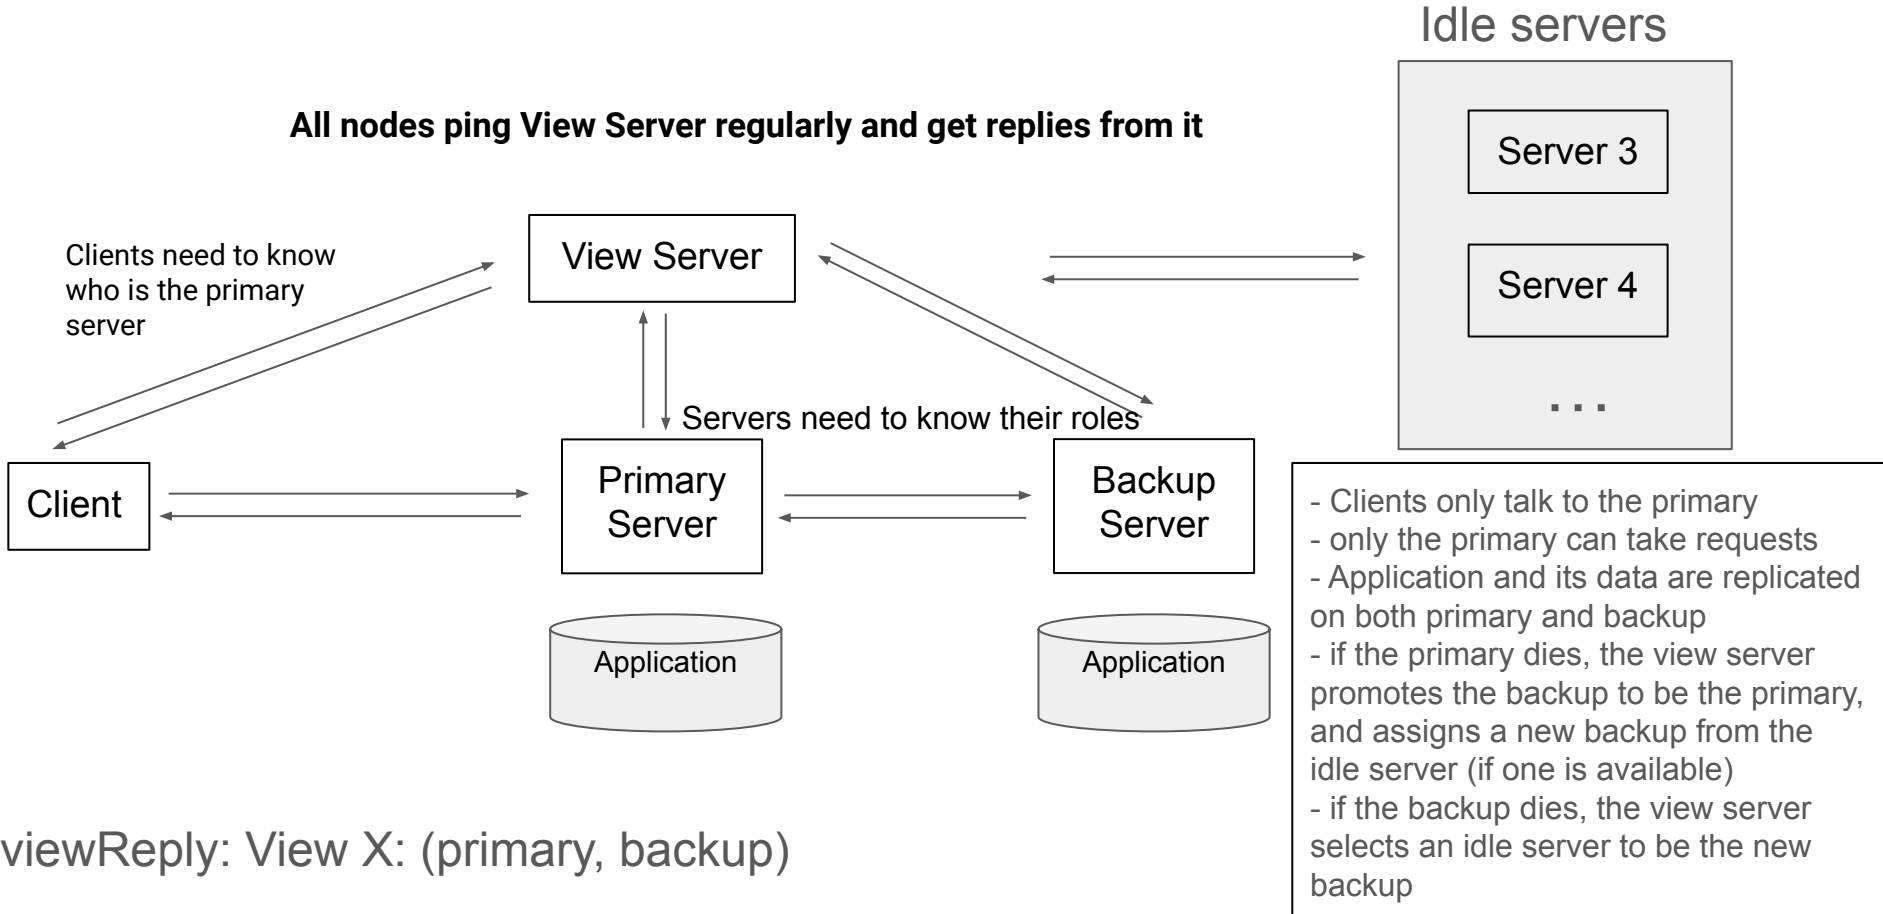 Idle servers
All nodes ping View Server regularly and get replies from it
Server 3
Clients need to know
who is the primary
server
View Server
Server 4
...
Servers need to know their roles
Client
Primary
Server
Backup
Server
Application
Application
- Clients only talk to the primary
- only the primary can take requests
- Application and its data are replicated
on both primary and backup
- if the primary dies, the view server
promotes the backup to be the primary,
and assigns a new backup from the
idle server (if one is available)
- if the backup dies, the view server
selects an idle server to be the new
backup
viewReply: View X: (primary, backup)